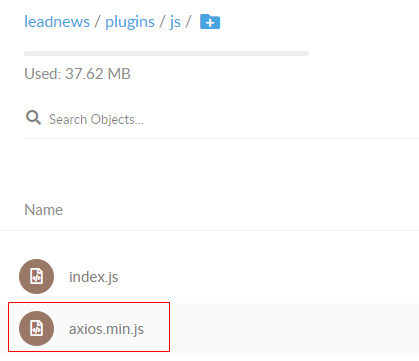 leadnews / plugins / js /
Used: 37.62 MB
Search Objects...
Name
index.js
axios.min.js